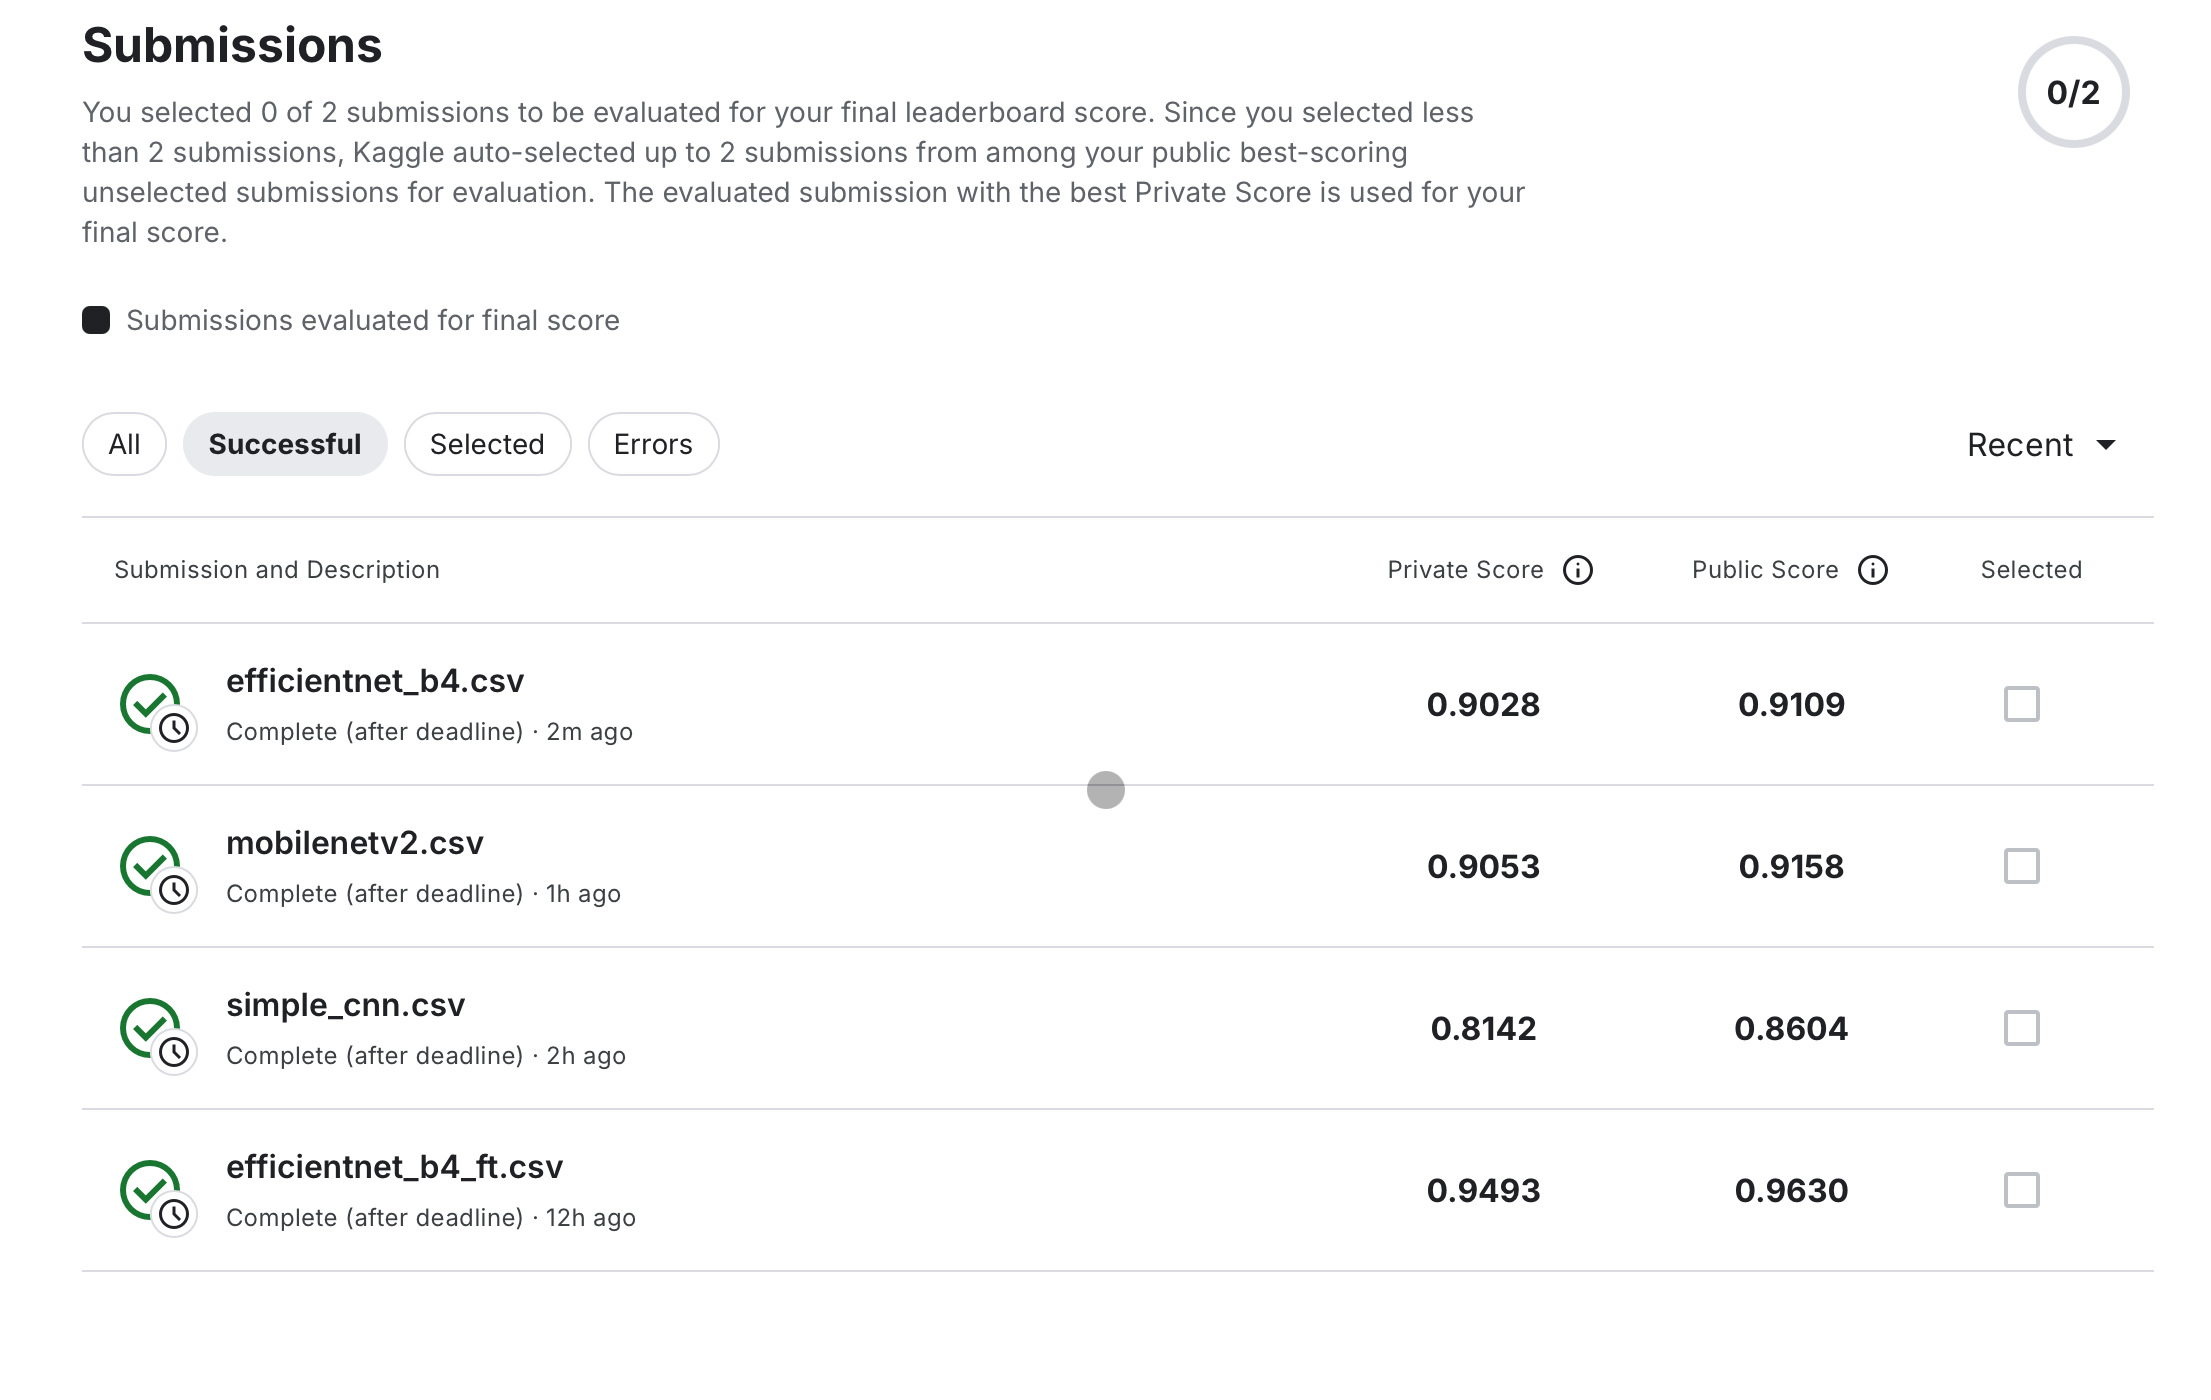 Submissions
0/2
You selected 0 of 2 submissions to be evaluated for your final leaderboard score. Since you selected less
than 2 submissions, Kaggle auto-selected up to 2 submissions from among your public best-scoring
unselected submissions for evaluation. The evaluated submission with the best Private Score is used for your
final score.
Submissions evaluated for final score
All Successful Selected Errors Recent
Submission and Description Private Score Public Score Selected
efficientnet_b4.csv
Complete (after deadline) · 2m ago
0.9028 0.9109
mobilenetv2.csv
Complete (after deadline) · 1h ago
0.9053 0.9158
simple_cnn.csv
Complete (after deadline) · 2h ago
0.8142 0.8604
efficientnet_b4_ft.csv
Complete (after deadline) · 12h ago
0.9493 0.9630